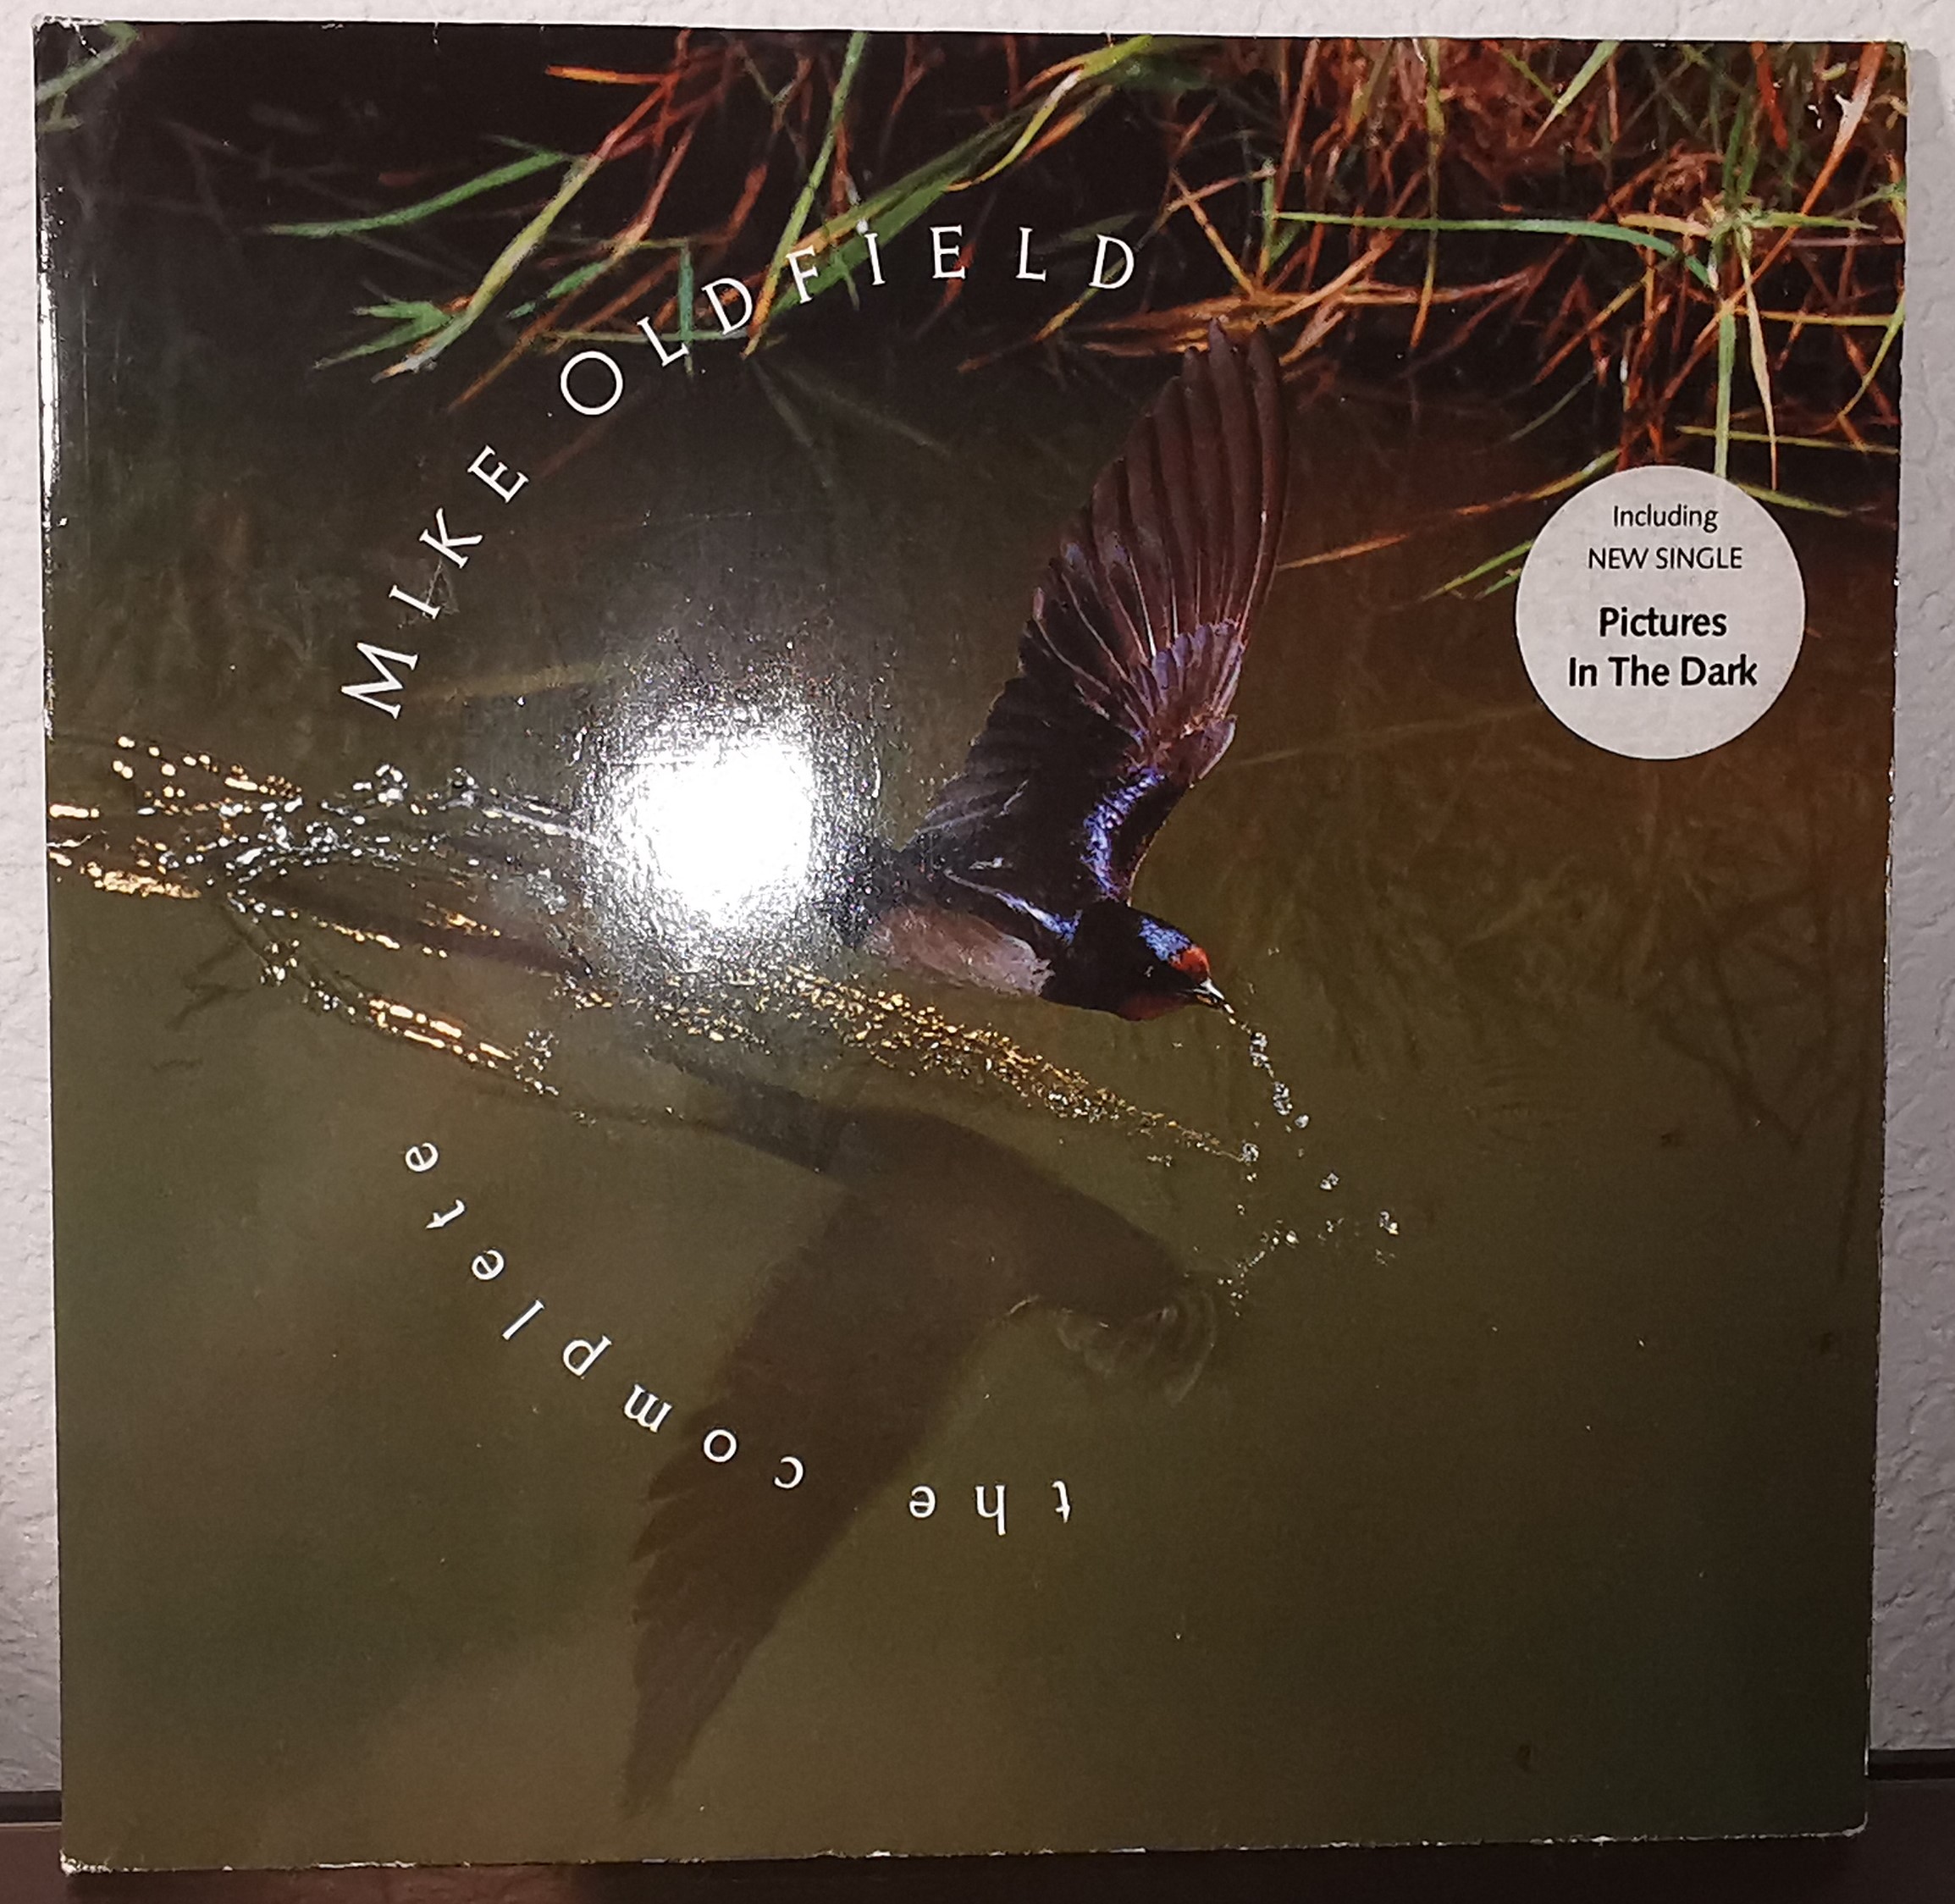 the complete
MIKE OLDFIELD
Including
NEW SINGLE
Pictures
In The Dark